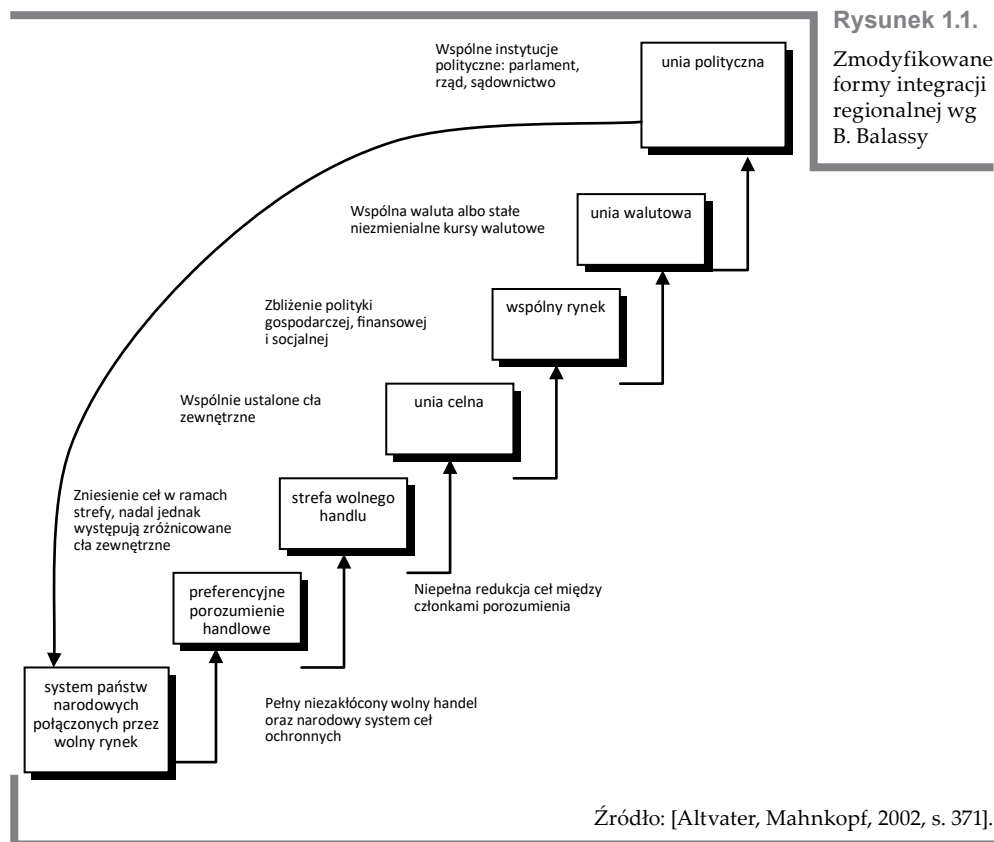 Rysunek 1.1.
Zmodyfikowane
formy integracji
regionalnej wg
B. Balassy
Wspólne instytucje
polityczne: parlament,
rząd, sądownictwo
unia polityczna
Wspólna waluta albo stałe
niezmienialne kursy walutowe
unia walutowa
Zbliżenie polityki
gospodarczej, finansowej
i socjalnej
wspólny rynek
Wspólnie ustalone cła
zewnętrzne
unia celna
Zniesienie ceł w ramach
strefy, nadal jednak
występują zróżnicowane
cła zewnętrzne
strefa wolnego
handlu
preferencyjne
porozumienie
handlowe
Niepełna redukcja ceł między
członkami porozumienia
system państw
narodowych
połączonych przez
wolny rynek
Pełny niezakłócony wolny handel
oraz narodowy system ceł
ochronnych
Źródło: [Altvater, Mahnkopf, 2002, s. 371].